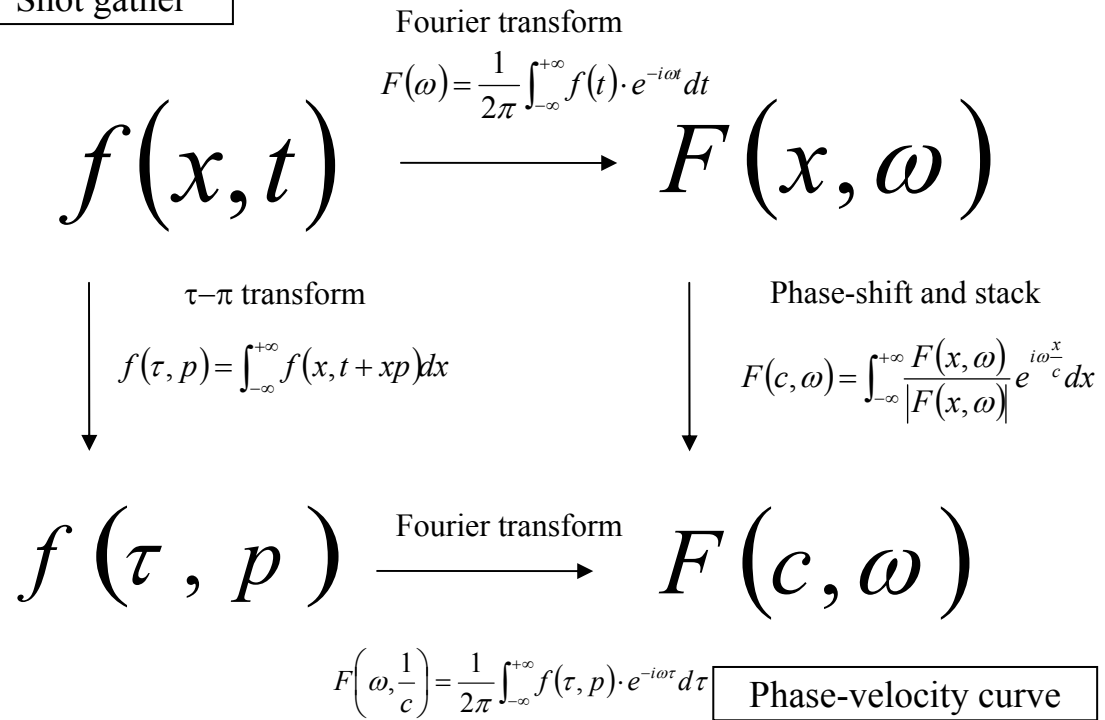 Shot gather
Fourier transform
F(ω) = 1/2π ∫_{-∞}^{+∞} f(t) · e^{-iωt} dt
f(x, t)
F(x, ω)
τ−π transform
f(τ, p) = ∫_{-∞}^{+∞} f(x, t + xp)dx
Phase-shift and stack
F(c, ω) = ∫_{-∞}^{+∞} F(x, ω)/|F(x, ω)| e^{iω x/c} dx
f (τ , p )
Fourier transform
F(c, ω)
F(ω, 1/c) = 1/2π ∫_{-∞}^{+∞} f(τ, p) · e^{-iωτ} dτ
Phase-velocity curve